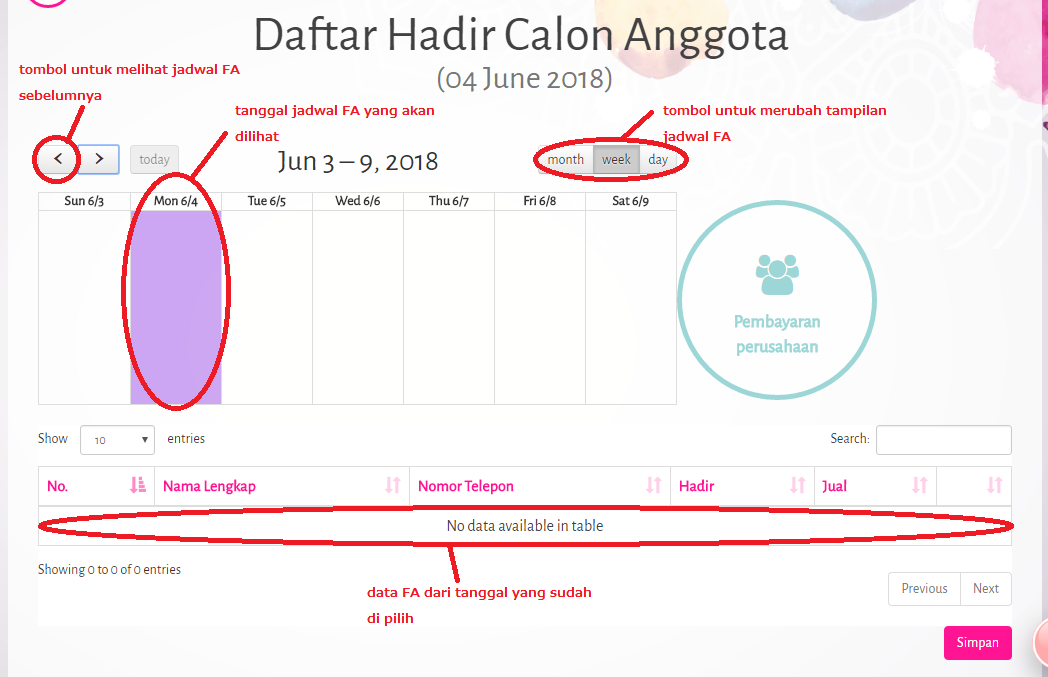 Daftar Hadir Calon Anggota
(04 June 2018)
tombol untuk melihat jadwal FA
sebelumnya
tanggal jadwal FA yang akan
dilihat
tombol untuk merubah tampilan
jadwal FA
< > today
Jun 3 – 9, 2018
month week day
Sun 6/3 Mon 6/4 Tue 6/5 Wed 6/6 Thu 6/7 Fri 6/8 Sat 6/9
Pembayaran
perusahaan
Show 10 entries
Search:
No. Nama Lengkap Nomor Telepon Hadir Jual
No data available in table
Showing 0 to 0 of 0 entries
data FA dari tanggal yang sudah
di pilih
Previous Next
Simpan